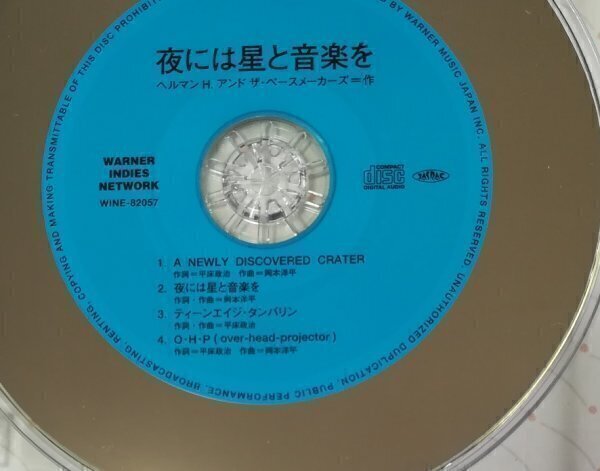 夜には星と音楽を
ヘルマンH.アンド ザ・ペースメーカーズ=作
WARNER
INDIES
NETWORK
WINE-82057
COMPACT
disc
DIGITAL AUDIO
1. A NEWLY DISCOVERED CRATER
作詞=平床政治 作曲=岡本洋平
2. 夜には星と音楽を
作詞・作曲=岡本洋平
3. ティーンエイジ・タンバリン
作詞・作曲=平床政治
4. O・H・P (over-head-projector)
作詞=平床政治 作曲=岡本洋平
BY WARNER MUSIC JAPAN INC. ALL RIGHTS RESERVED. UNAUTHORIZED DUPLICATION, PUBLIC PERFORMANCE, BROADCASTING, RENTING, COPYING AND MAKING TRANSMITTABLE OF THIS DISC PROHIBITED